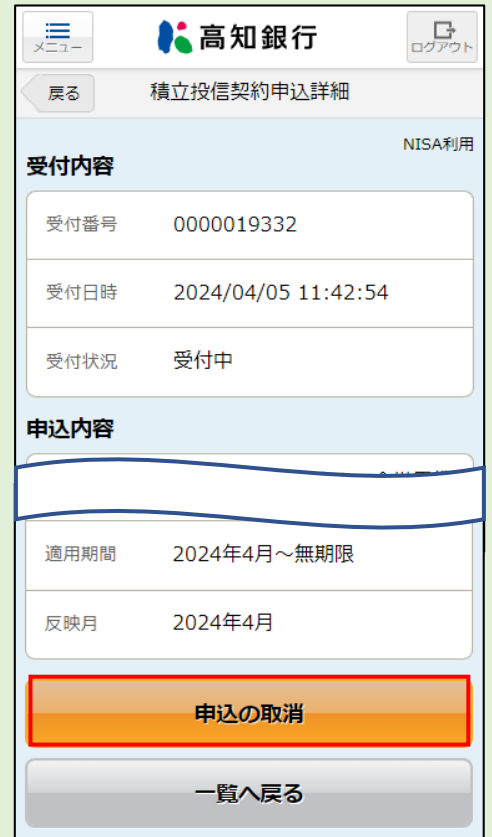 メニュー
高知銀行
ログアウト
戻る
積立投信契約申込詳細
NISA利用
受付内容
受付番号 0000019332
受付日時 2024/04/05 11:42:54
受付状況 受付中
申込内容
適用期間 2024年4月～無期限
反映月 2024年4月
申込の取消
一覧へ戻る